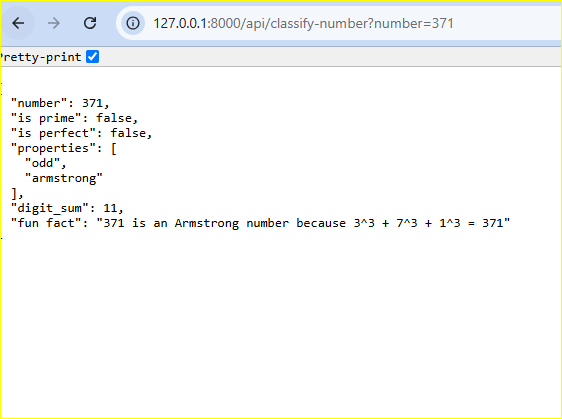 127.0.0.1:8000/api/classify-number?number=371
Pretty-print
{
"number": 371,
"is prime": false,
"is perfect": false,
"properties": [
"odd",
"armstrong"
],
"digit_sum": 11,
"fun fact": "371 is an Armstrong number because 3^3 + 7^3 + 1^3 = 371"